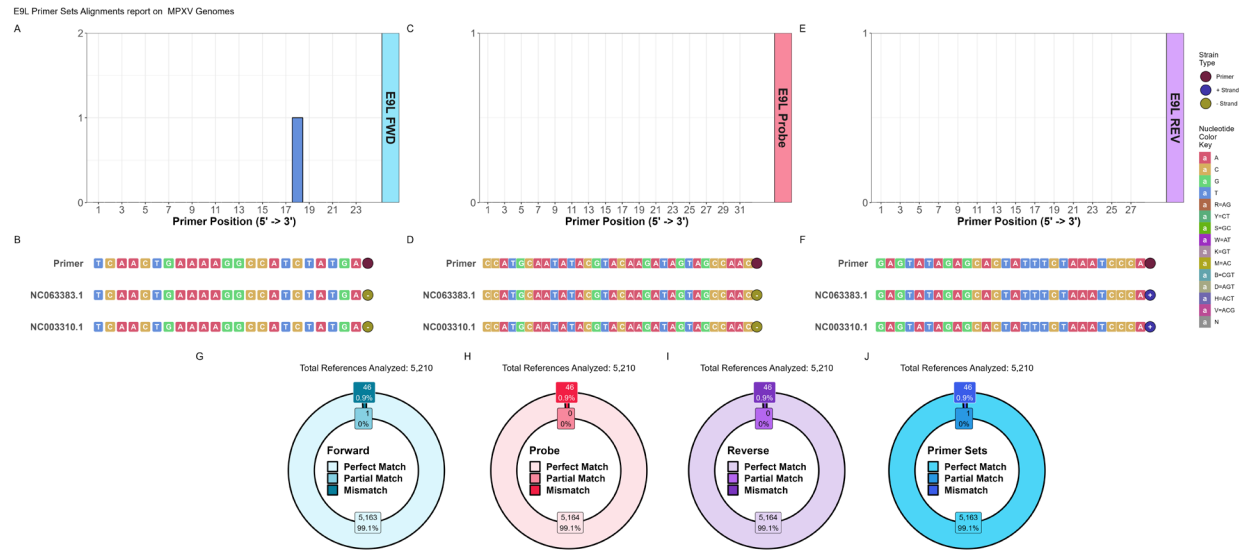 E9L Primer Sets Alignments report on MPXV Genomes
A
2
1
0
1 3 5 7 9 11 13 15 17 19 21 23
Primer Position (5' -> 3')
E9L FWD
C
1
0
1 3 5 7 9 11 13 15 17 19 21 23 25 27 29 31
Primer Position (5' -> 3')
E9L Probe
E
1
0
1 3 5 7 9 11 13 15 17 19 21 23 25 27
Primer Position (5' -> 3')
E9L REV
Strain
Type
Primer
+ + Strand
- - Strand
Nucleotide
Color
Key
a A
a C
a G
a T
a R=AG
a Y=CT
a S=GC
a W=AT
a K=GT
a M=AC
a B=CGT
a D=AGT
a H=ACT
a V=ACG
a N
B
Primer TCAACTGAAAAGGCCATCTATGA
NC063383.1 TCAACTGAAAAGGCCATCTATGA -
NC003310.1 TCAACTGAAAAGGCCATCTATGA -
D
Primer CCATGCAATATACGTACAAGATAGTAGCCAAC
NC063383.1 CCATGCAATATACGTACAAGATAGTAGCCAAC -
NC003310.1 CCATGCAATATACGTACAAGATAGTAGCCAAC -
F
Primer GAGTATAGAGCACTATTTCTAAATCCCA
NC063383.1 GAGTATAGAGCACTATTTCTAAATCCCA +
NC003310.1 GAGTATAGAGCACTATTTCTAAATCCCA +
G
Total References Analyzed: 5,210
46
0.9%
1
0%
Forward
Perfect Match
Partial Match
Mismatch
5,163
99.1%
H
Total References Analyzed: 5,210
46
0.9%
0
0%
Probe
Perfect Match
Partial Match
Mismatch
5,164
99.1%
I
Total References Analyzed: 5,210
46
0.9%
0
0%
Reverse
Perfect Match
Partial Match
Mismatch
5,164
99.1%
J
Total References Analyzed: 5,210
46
0.9%
1
0%
Primer Sets
Perfect Match
Partial Match
Mismatch
5,163
99.1%